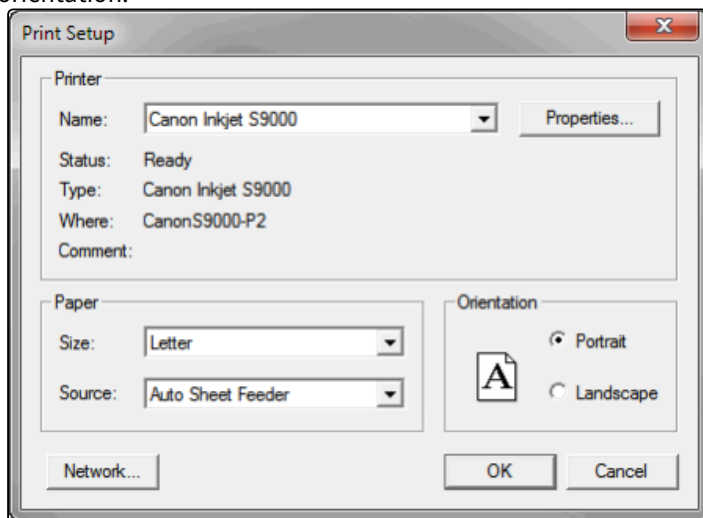 orientation.
Print Setup
Printer
Name: Canon Inkjet S9000 Properties...
Status: Ready
Type: Canon Inkjet S9000
Where: CanonS9000-P2
Comment:
Paper
Size: Letter
Source: Auto Sheet Feeder
Orientation
A
Portrait
Landscape
Network...
OK Cancel